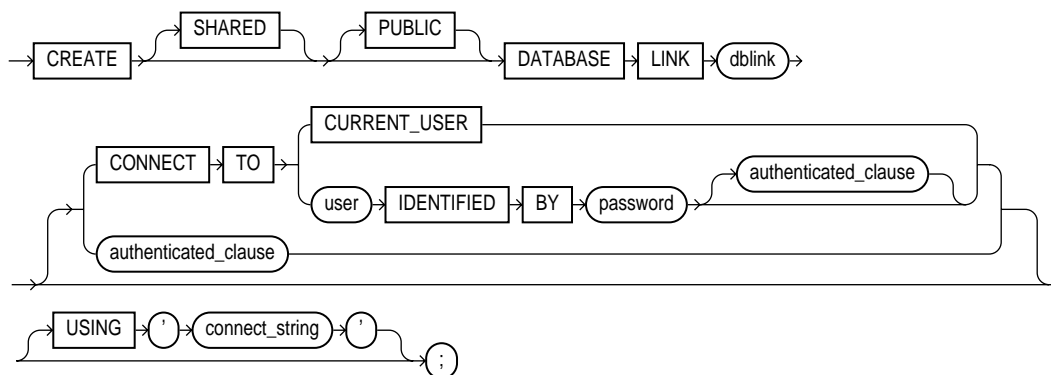 SHARED PUBLIC
CREATE DATABASE LINK dblink
CURRENT_USER
CONNECT TO authenticated_clause
user IDENTIFIED BY password
authenticated_clause
USING ' connect_string '
;